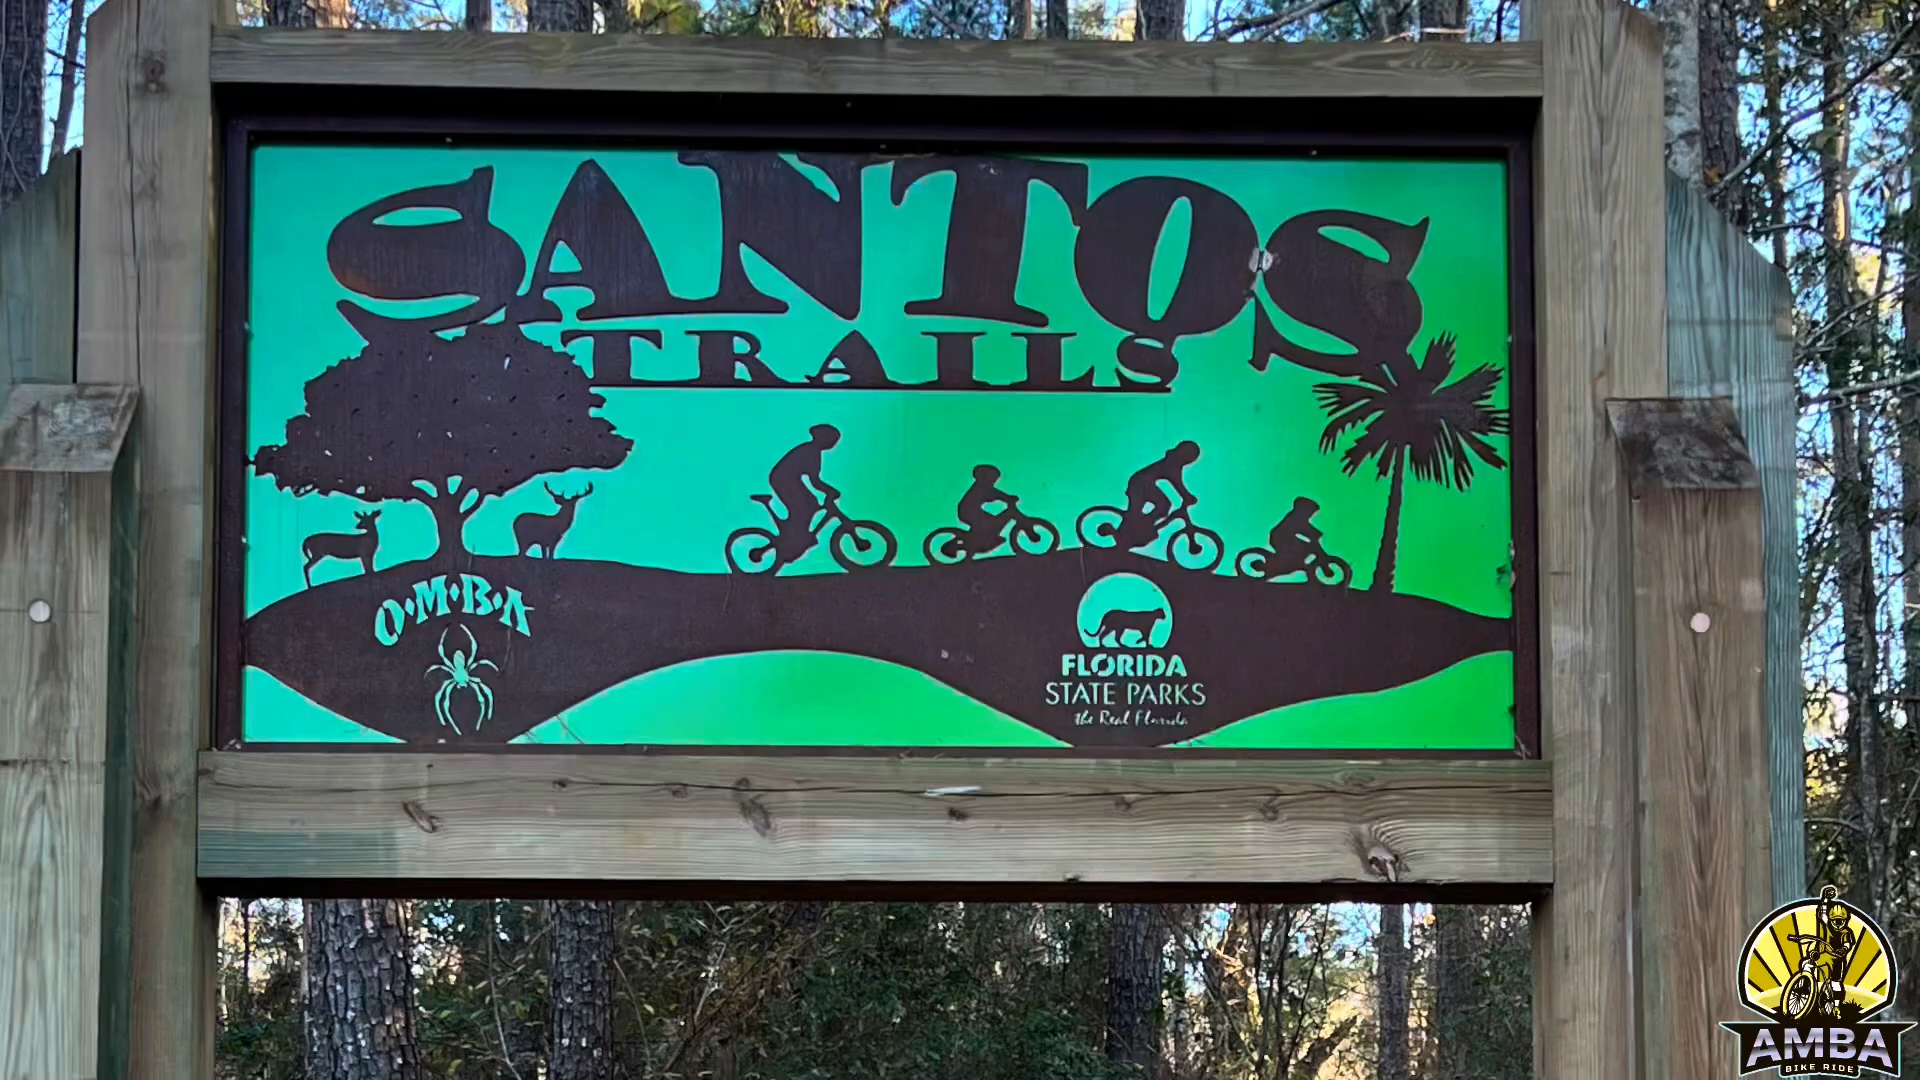 SANTOS
TRAILS
O•M•B•A
FLORIDA
STATE PARKS
the Real Florida
AMBA
BIKE RIDE